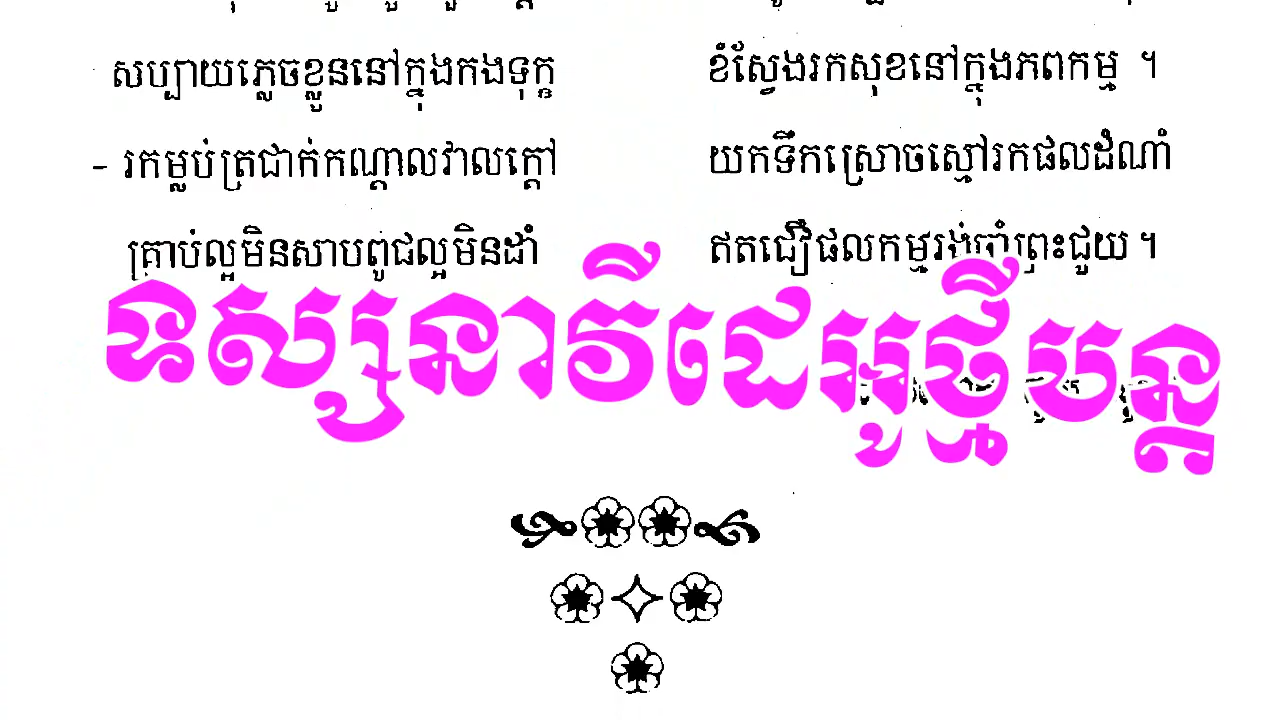 សប្បាយភ្លេចខ្លួននៅក្នុងកងទុក្ខ ខំស្វែងរកសុខនៅក្នុងភពកម្ម ។
- រកម្លប់ត្រជាក់កណ្ដាលវាលក្ដៅ យកទឹកស្រោចស្មៅរកផលដំណាំ
គ្រាប់ល្អមិនសាបពូជល្អមិនដាំ ឥតជឿផលកម្មរង់ចាំព្រះជួយ ។
ទស្សនាវីដេអូថ្មីបន្ត